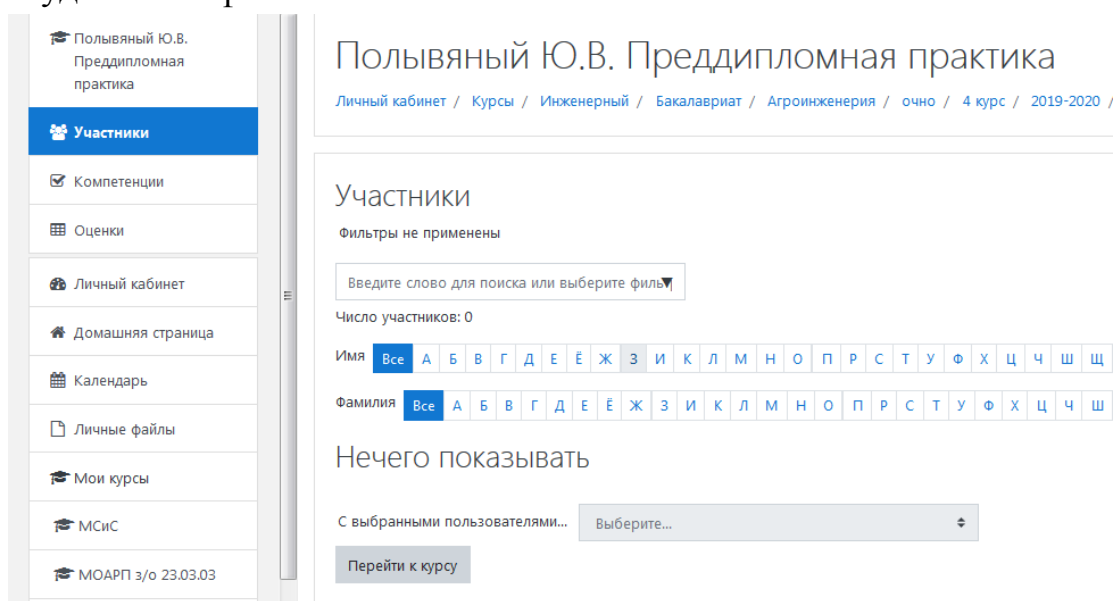 Полывяный Ю.В.
Преддипломная
практика
Участники
Компетенции
Оценки
Личный кабинет
Домашняя страница
Календарь
Личные файлы
Мои курсы
МСиС
МОАРП з/о 23.03.03
Полывяный Ю.В. Преддипломная практика
Личный кабинет / Курсы / Инженерный / Бакалавриат / Агроинженерия / очно / 4 курс / 2019-2020 /
Участники
Фильтры не применены
Введите слово для поиска или выберите филь▼
Число участников: 0
Имя Все А Б В Г Д Е Ё Ж З И К Л М Н О П Р С Т У Ф Х Ц Ч Ш Щ
Фамилия Все А Б В Г Д Е Ё Ж З И К Л М Н О П Р С Т У Ф Х Ц Ч Ш
Нечего показывать
С выбранными пользователями... Выберите...
Перейти к курсу